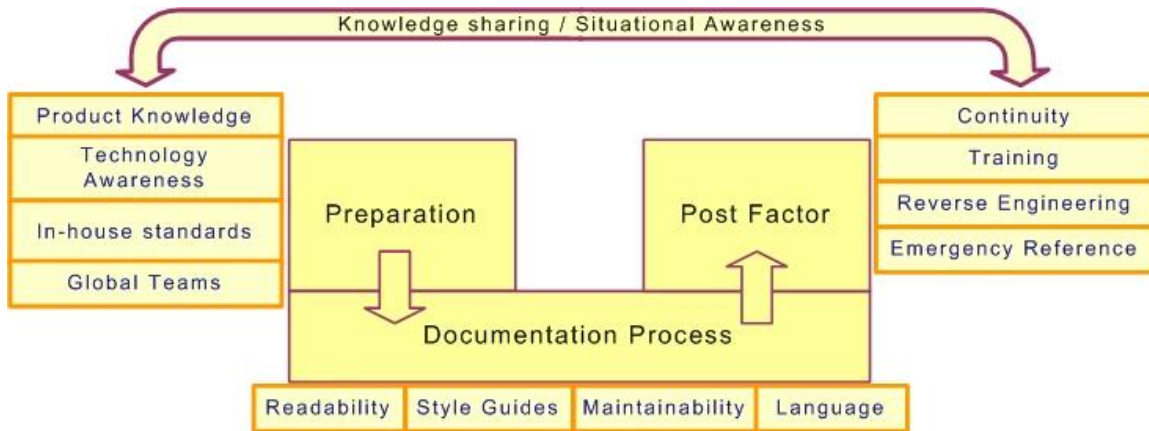 Knowledge sharing / Situational Awareness
Product Knowledge
Technology
Awareness
In-house standards
Global Teams
Preparation
Post Factor
Continuity
Training
Reverse Engineering
Emergency Reference
Documentation Process
Readability
Style Guides
Maintainability
Language